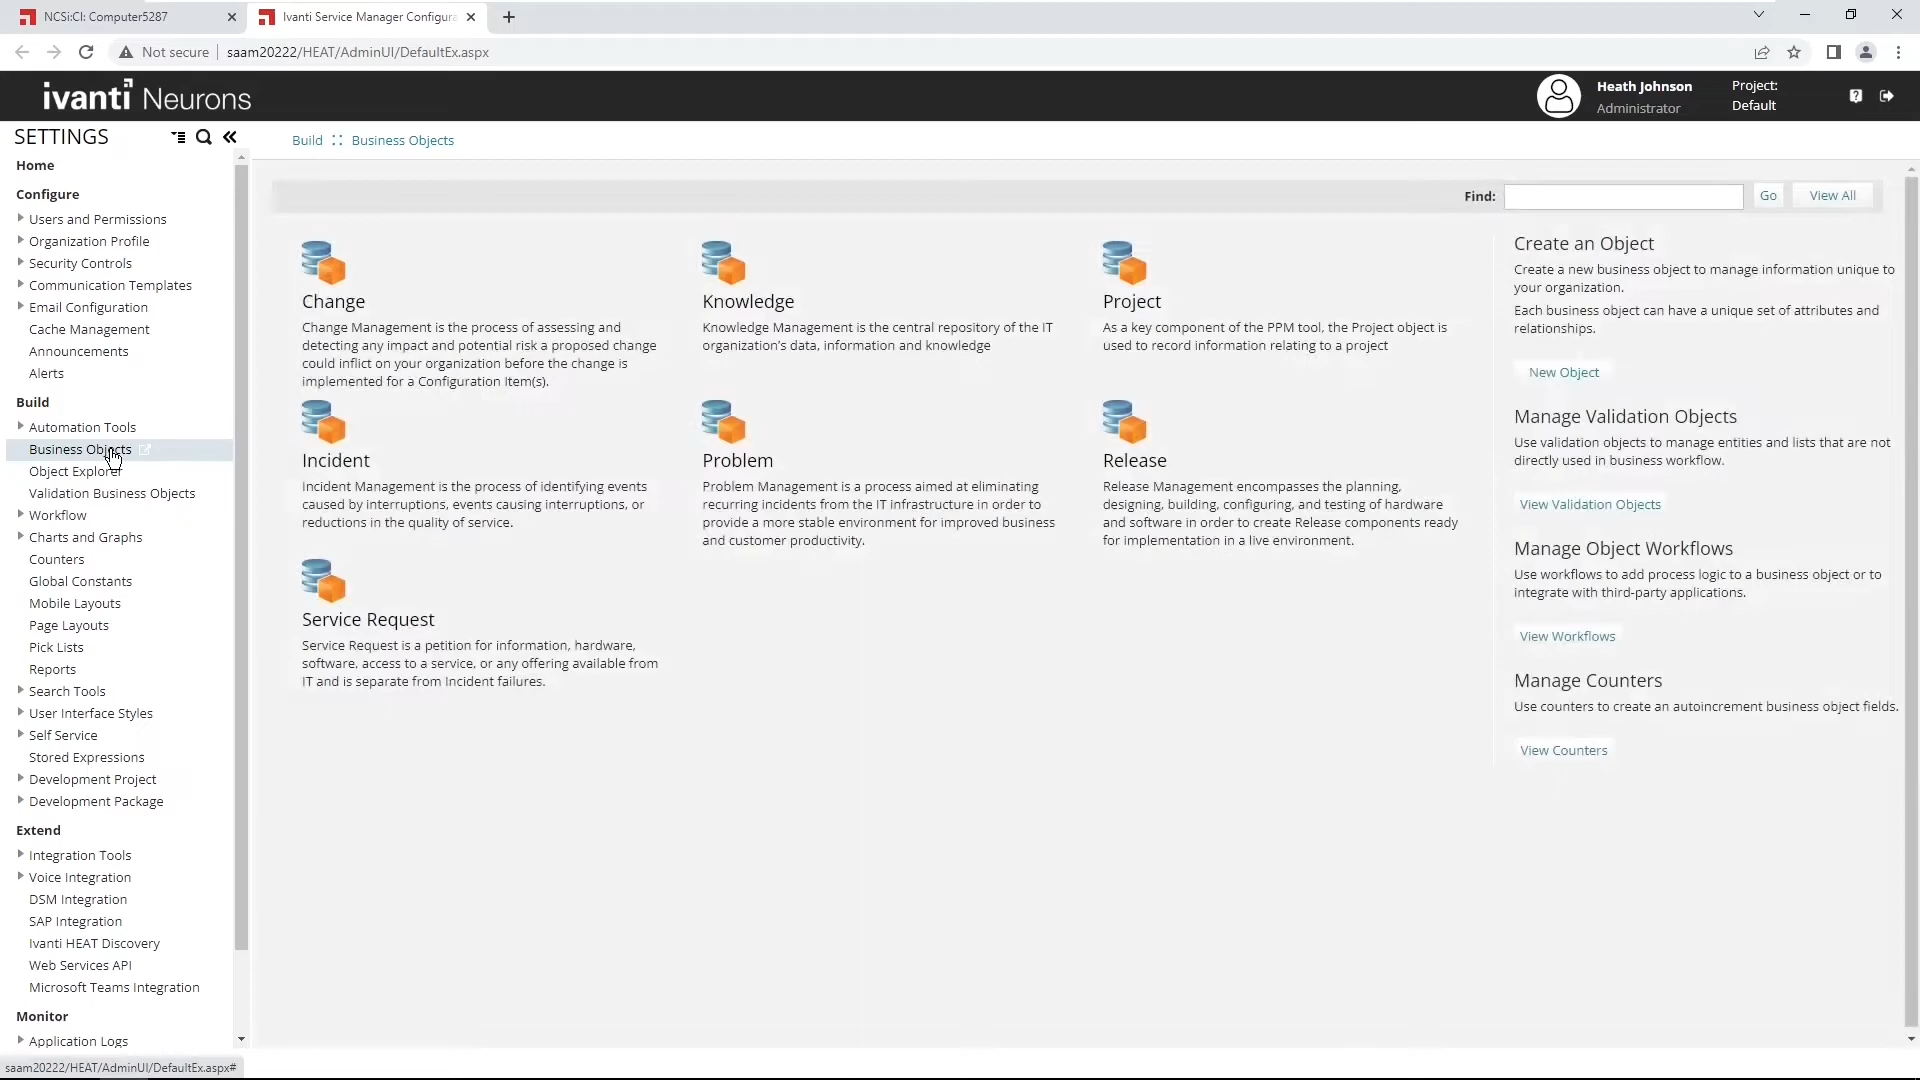 NCSi:CI: Computer5287
Ivanti Service Manager Configura
Not secure
saam20222/HEAT/AdminUI/DefaultEx.aspx
ivanti Neurons
Heath Johnson
Administrator
Project:
Default
SETTINGS
Home
Configure
Users and Permissions
Organization Profile
Security Controls
Communication Templates
Email Configuration
Cache Management
Announcements
Alerts
Build
Automation Tools
Business Objects
Object Explorer
Validation Business Objects
Workflow
Charts and Graphs
Counters
Global Constants
Mobile Layouts
Page Layouts
Pick Lists
Reports
Search Tools
User Interface Styles
Self Service
Stored Expressions
Development Project
Development Package
Extend
Integration Tools
Voice Integration
DSM Integration
SAP Integration
Ivanti HEAT Discovery
Web Services API
Microsoft Teams Integration
Monitor
Application Logs
saam20222/HEAT/AdminUI/DefaultEx.aspx#
Build :: Business Objects
Find:
Go
View All
Change
Change Management is the process of assessing and
detecting any impact and potential risk a proposed change
could inflict on your organization before the change is
implemented for a Configuration Item(s).
Knowledge
Knowledge Management is the central repository of the IT
organization's data, information and knowledge
Project
As a key component of the PPM tool, the Project object is
used to record information relating to a project
Incident
Incident Management is the process of identifying events
caused by interruptions, events causing interruptions, or
reductions in the quality of service.
Problem
Problem Management is a process aimed at eliminating
recurring incidents from the IT infrastructure in order to
provide a more stable environment for improved business
and customer productivity.
Release
Release Management encompasses the planning,
designing, building, configuring, and testing of hardware
and software in order to create Release components ready
for implementation in a live environment.
Service Request
Service Request is a petition for information, hardware,
software, access to a service, or any offering available from
IT and is separate from Incident failures.
Create an Object
Create a new business object to manage information unique to
your organization.
Each business object can have a unique set of attributes and
relationships.
New Object
Manage Validation Objects
Use validation objects to manage entities and lists that are not
directly used in business workflow.
View Validation Objects
Manage Object Workflows
Use workflows to add process logic to a business object or to
integrate with third-party applications.
View Workflows
Manage Counters
Use counters to create an autoincrement business object fields.
View Counters